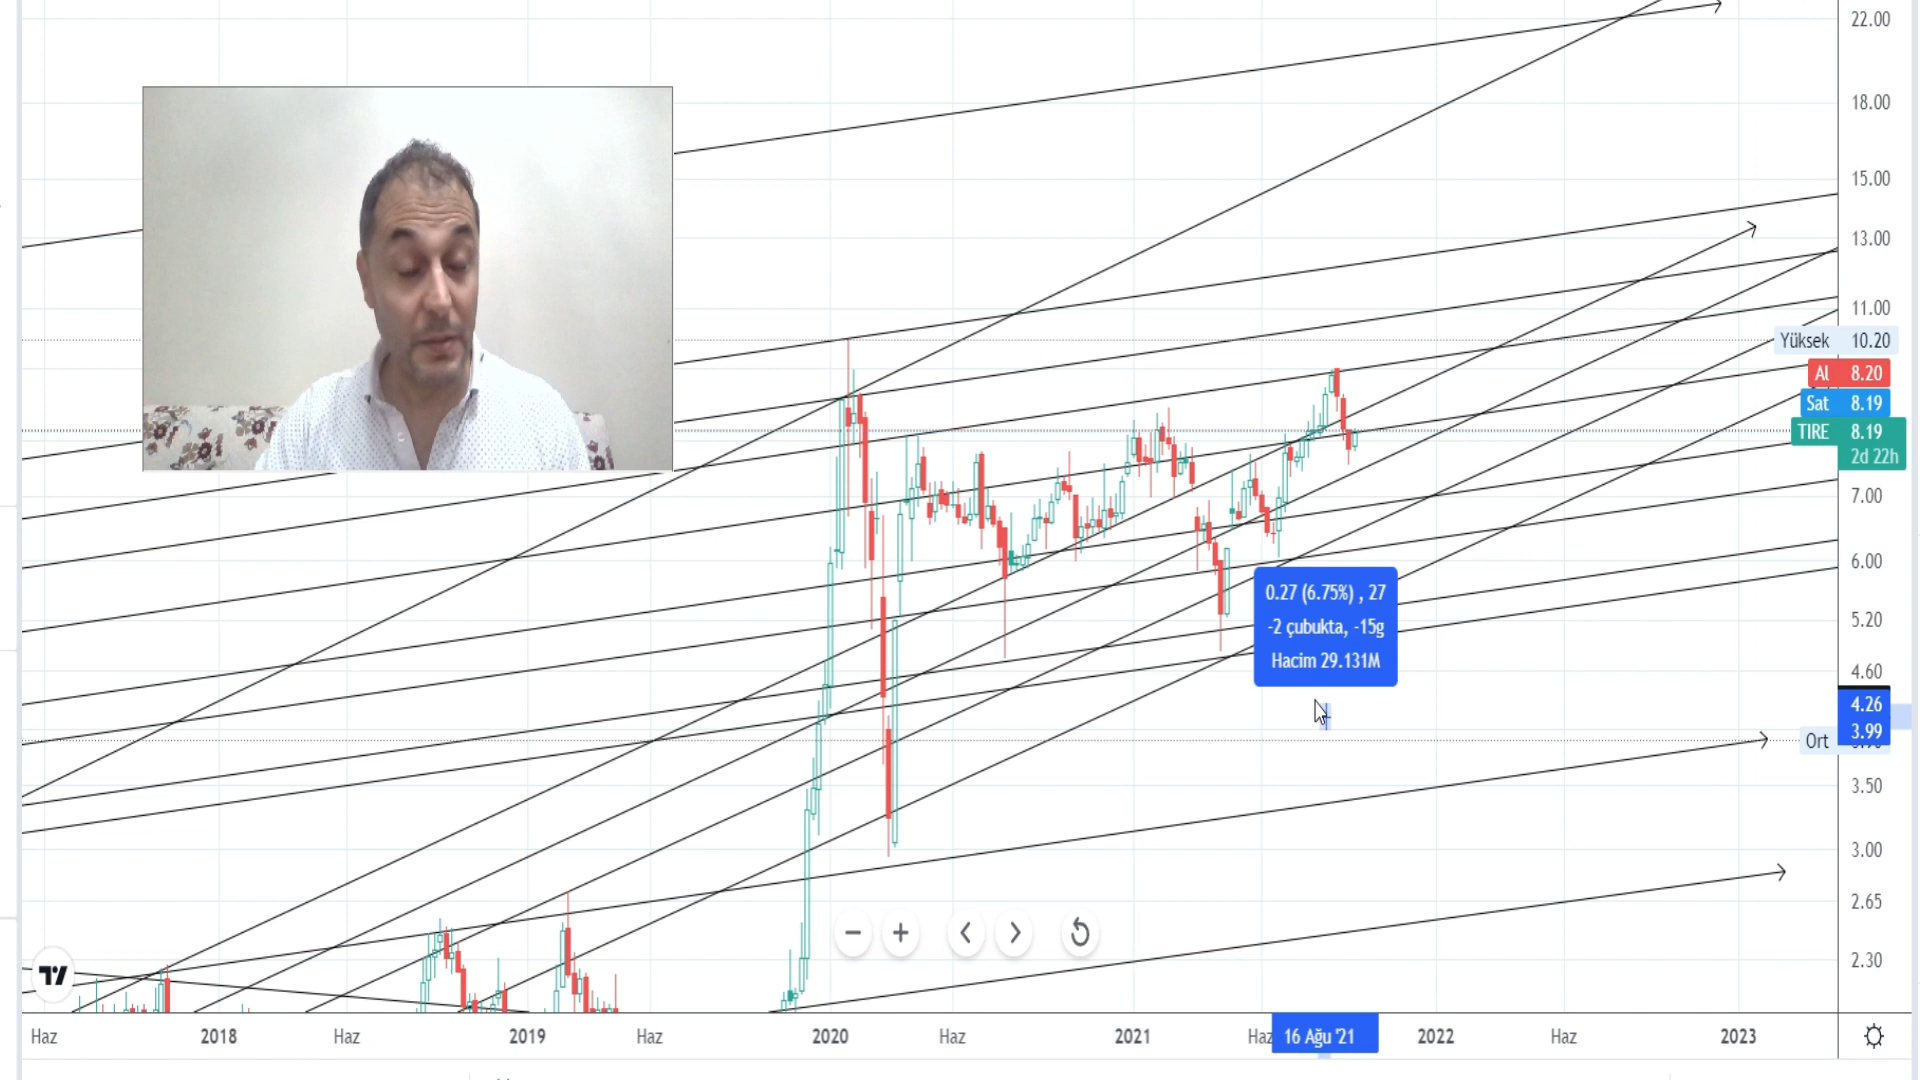 22.00
18.00
15.00
13.00
11.00
Yüksek 10.20
Al 8.20
Sat 8.19
TIRE 8.19
2d 22h
7.00
6.00
5.20
4.60
4.26
3.99
Ort
3.50
3.00
2.65
2.30
0.27 (6.75%) , 27
-2 çubukta, -15g
Hacim 29.131M
Haz 2018 Haz 2019 Haz 2020 Haz 2021 Haz 16 Ağu '21 2022 Haz 2023